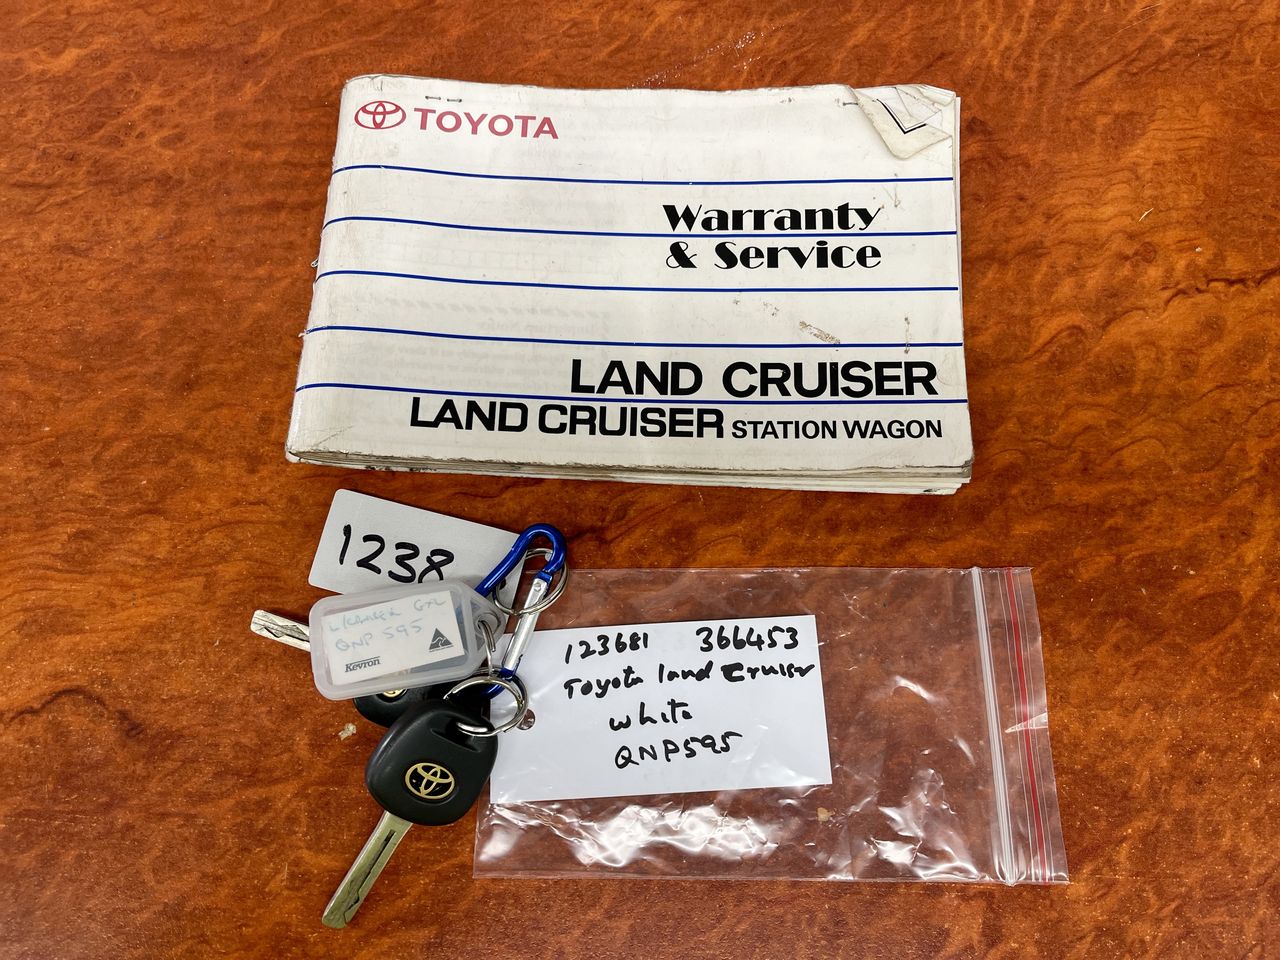 TOYOTA
Warranty
& Service
LAND CRUISER
LAND CRUISER STATION WAGON
1238
L/CRUISER GXL
QNP 595
Kevron
123681 366453
Toyota land Cruiser
white
QNP595